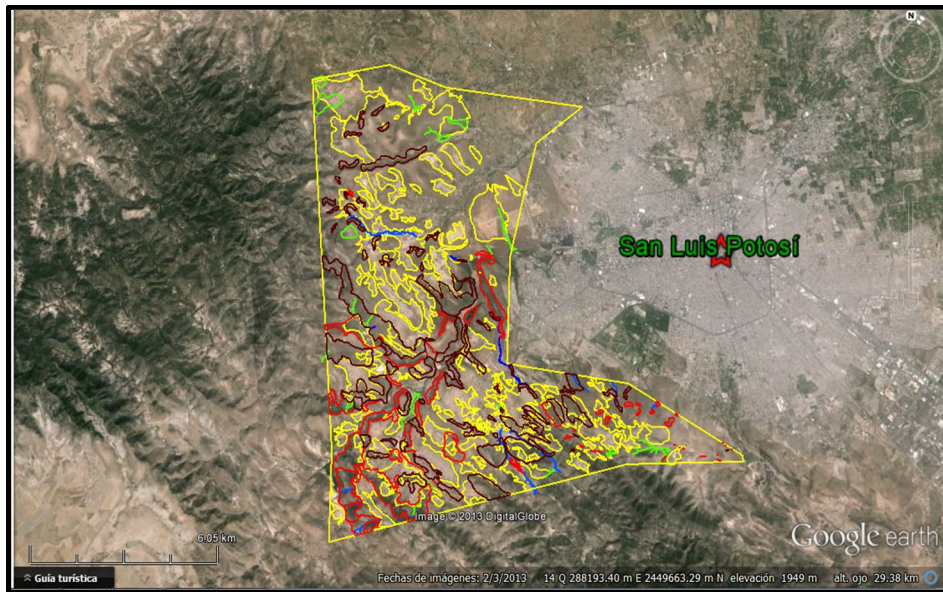 N
San Luis Potosí
Image © 2013 DigitalGlobe
Google earth
6.05 km
Guía turística
Fechas de imágenes: 2/3/2013 14 Q 288193.40 m E 2449663.29 m N elevación 1949 m alt. ojo 29.38 km